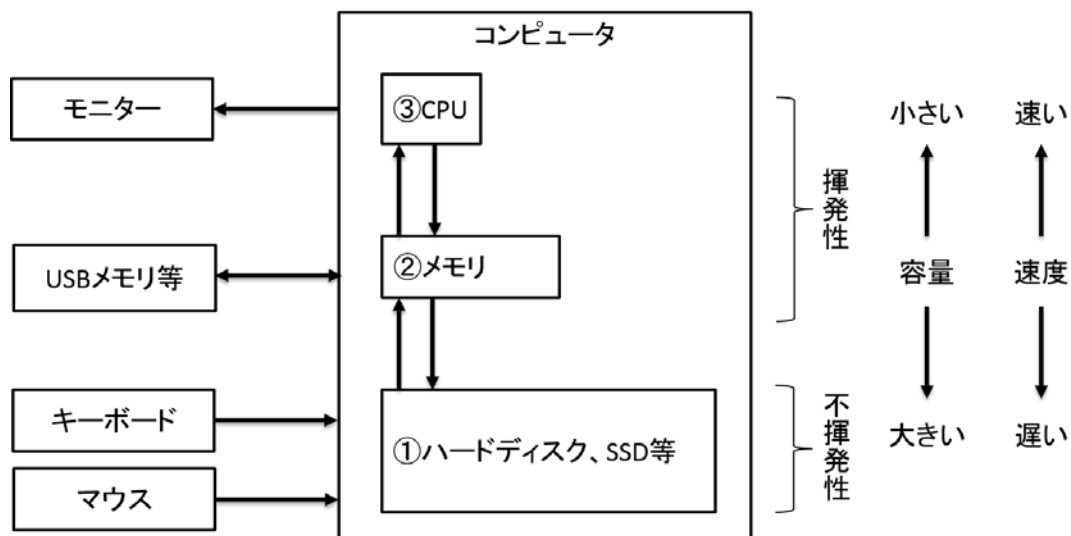 コンピュータ
モニター
③CPU
小さい
速い
揮発性
USBメモリ等
②メモリ
容量
速度
キーボード
①ハードディスク、SSD等
不揮発性
大きい
遅い
マウス